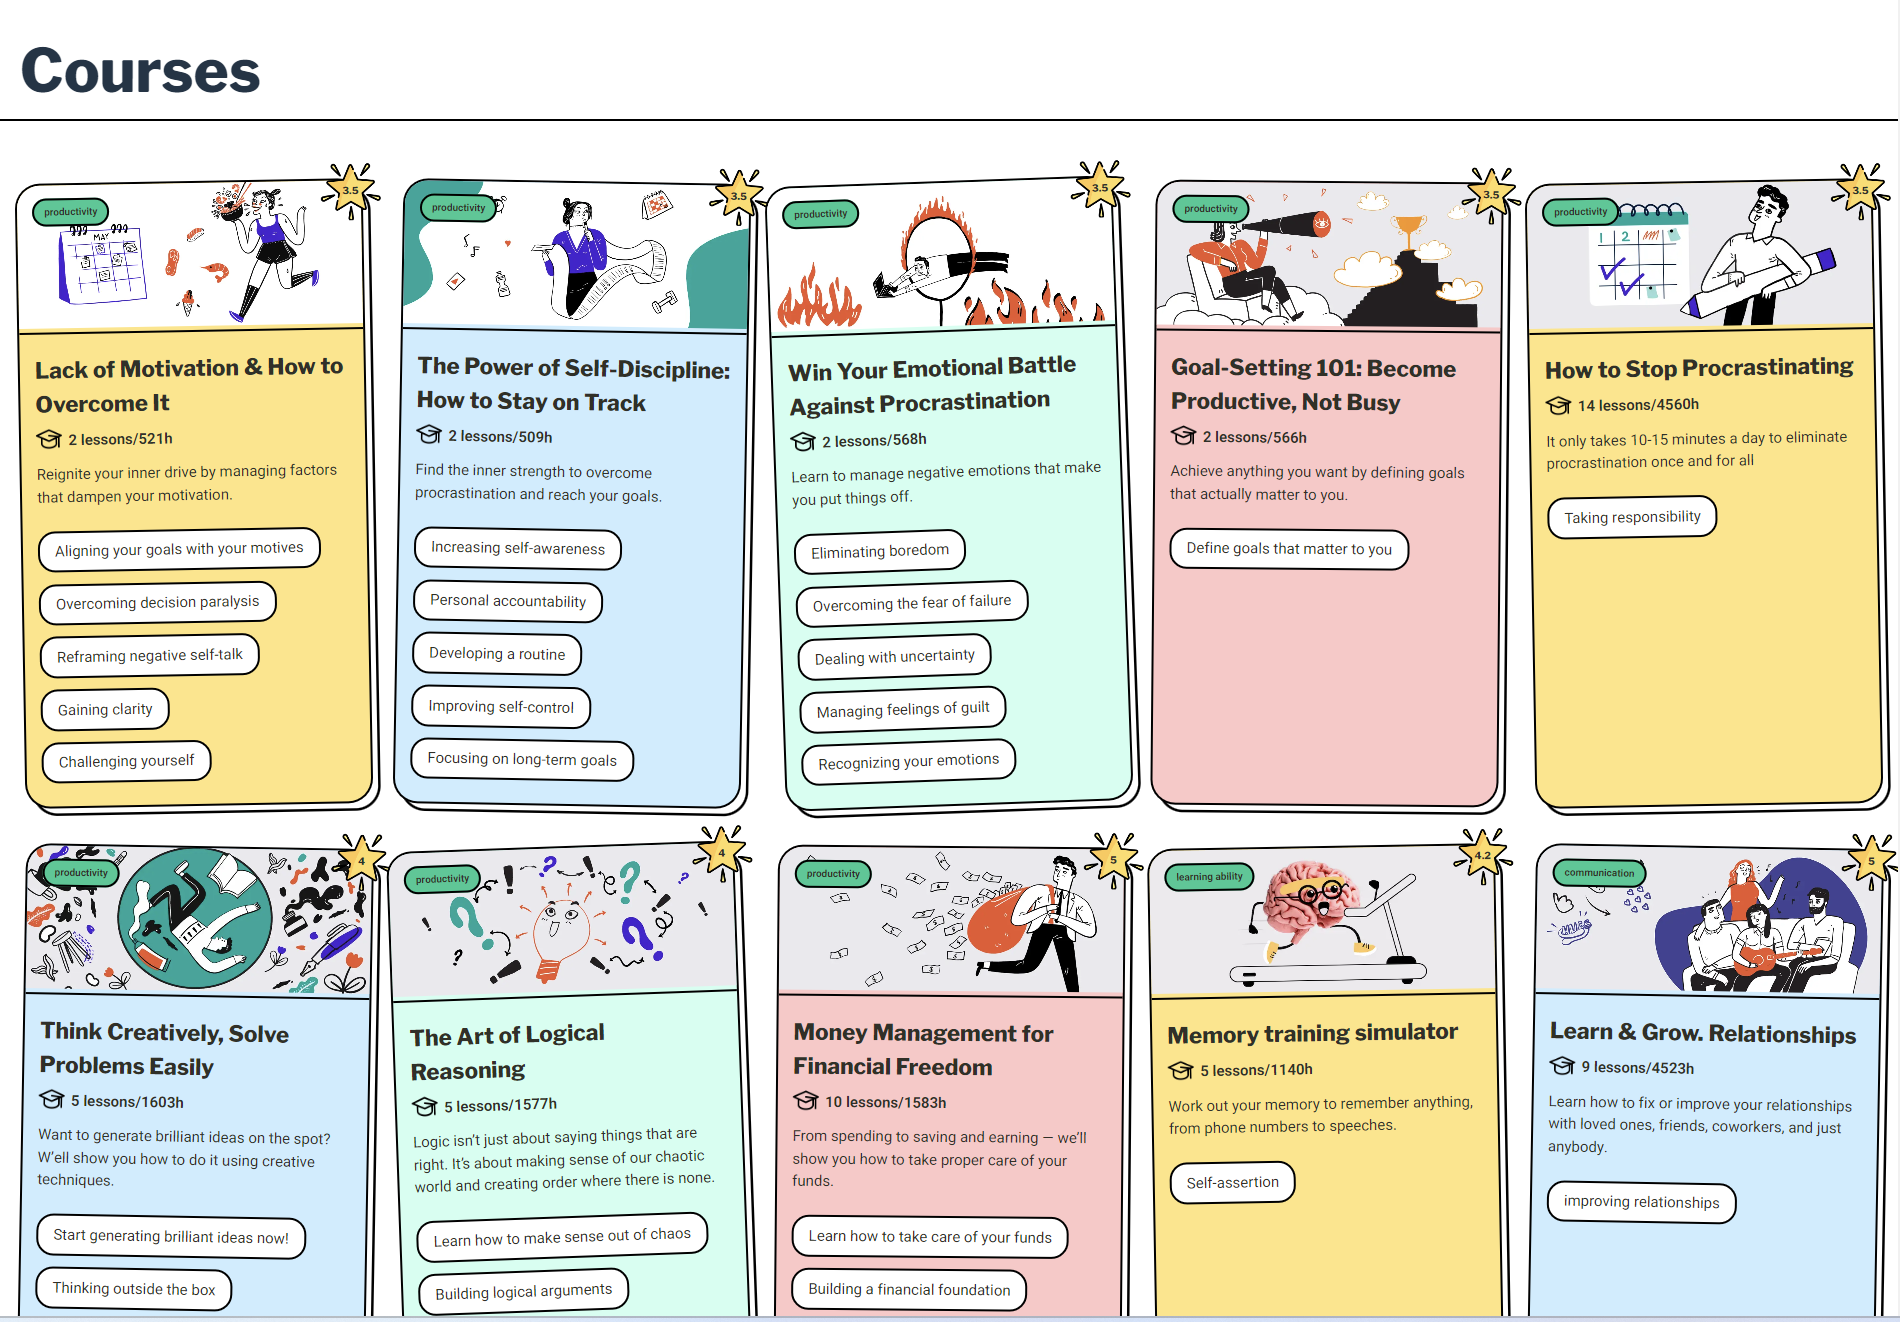 Courses
productivity
3.5
MAY
Lack of Motivation & How to
Overcome It
2 lessons/521h
Reignite your inner drive by managing factors
that dampen your motivation.
Aligning your goals with your motives
Overcoming decision paralysis
Reframing negative self-talk
Gaining clarity
Challenging yourself
productivity
3.5
The Power of Self-Discipline:
How to Stay on Track
2 lessons/509h
Find the inner strength to overcome
procrastination and reach your goals.
Increasing self-awareness
Personal accountability
Developing a routine
Improving self-control
Focusing on long-term goals
productivity
3.5
Win Your Emotional Battle
Against Procrastination
2 lessons/568h
Learn to manage negative emotions that make
you put things off.
Eliminating boredom
Overcoming the fear of failure
Dealing with uncertainty
Managing feelings of guilt
Recognizing your emotions
productivity
3.5
Goal-Setting 101: Become
Productive, Not Busy
2 lessons/566h
Achieve anything you want by defining goals
that actually matter to you.
Define goals that matter to you
productivity
3.5
1 2
How to Stop Procrastinating
14 lessons/4560h
It only takes 10-15 minutes a day to eliminate
procrastination once and for all
Taking responsibility
productivity
4
Think Creatively, Solve
Problems Easily
5 lessons/1603h
Want to generate brilliant ideas on the spot?
W'ell show you how to do it using creative
techniques.
Start generating brilliant ideas now!
Thinking outside the box
productivity
4
The Art of Logical
Reasoning
5 lessons/1577h
Logic isn't just about saying things that are
right. It's about making sense of our chaotic
world and creating order where there is none.
Learn how to make sense out of chaos
Building logical arguments
productivity
5
Money Management for
Financial Freedom
10 lessons/1583h
From spending to saving and earning — we'll
show you how to take proper care of your
funds.
Learn how to take care of your funds
Building a financial foundation
learning ability
4.2
Memory training simulator
5 lessons/1140h
Work out your memory to remember anything,
from phone numbers to speeches.
Self-assertion
communication
5
Learn & Grow. Relationships
9 lessons/4523h
Learn how to fix or improve your relationships
with loved ones, friends, coworkers, and just
anybody.
improving relationships